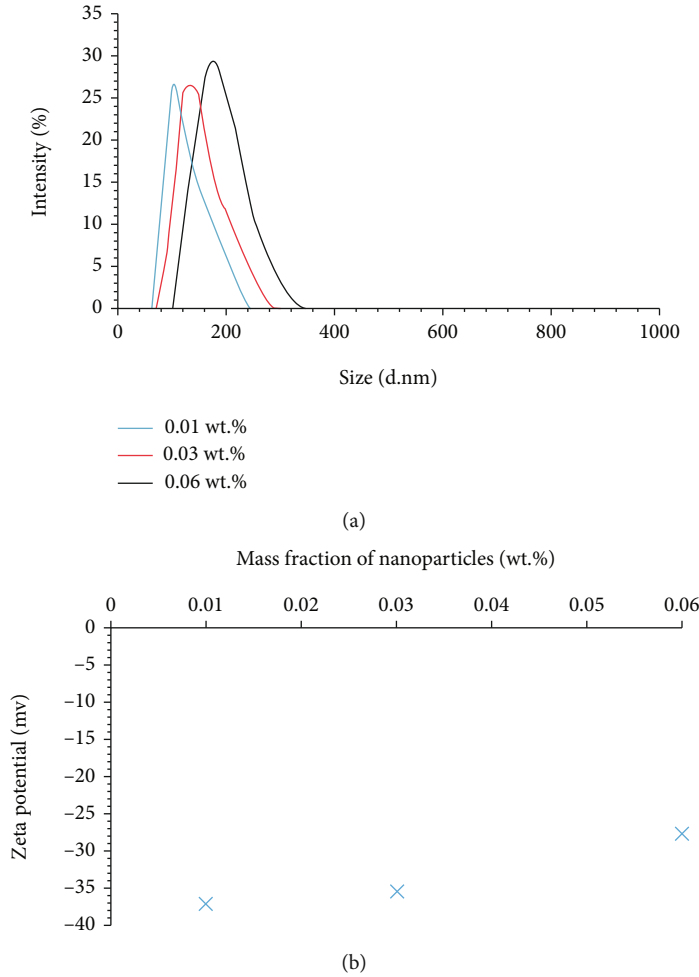 35
30
25
20
15
10
5
0
Intensity (%)
0 200 400 600 800 1000
Size (d.nm)
0.01 wt.%
0.03 wt.%
0.06 wt.%
(a)
Mass fraction of nanoparticles (wt.%)
0 0.01 0.02 0.03 0.04 0.05 0.06
0
–5
–10
–15
–20
–25
–30
–35
–40
Zeta potential (mv)
(b)